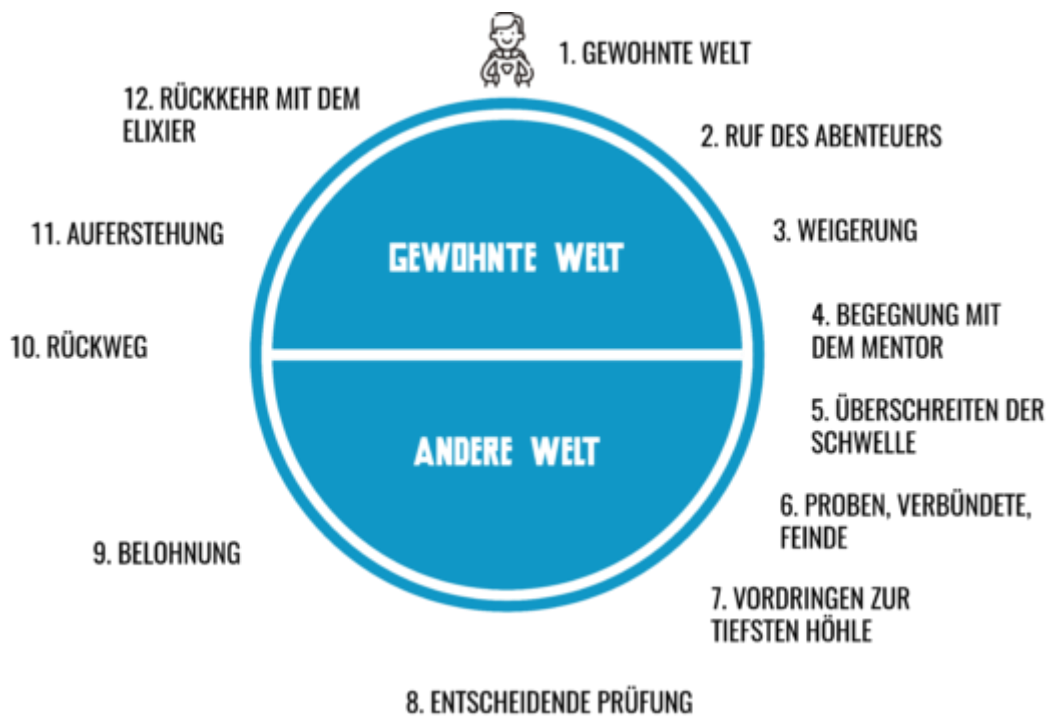 1. GEWOHNTE WELT
2. RUF DES ABENTEUERS
3. WEIGERUNG
4. BEGEGNUNG MIT
DEM MENTOR
5. ÜBERSCHREITEN DER
SCHWELLE
6. PROBEN, VERBÜNDETE,
FEINDE
7. VORDRINGEN ZUR
TIEFSTEN HÖHLE
8. ENTSCHEIDENDE PRÜFUNG
9. BELOHNUNG
10. RÜCKWEG
11. AUFERSTEHUNG
12. RÜCKKEHR MIT DEM
ELIXIER
GEWOHNTE WELT
ANDERE WELT